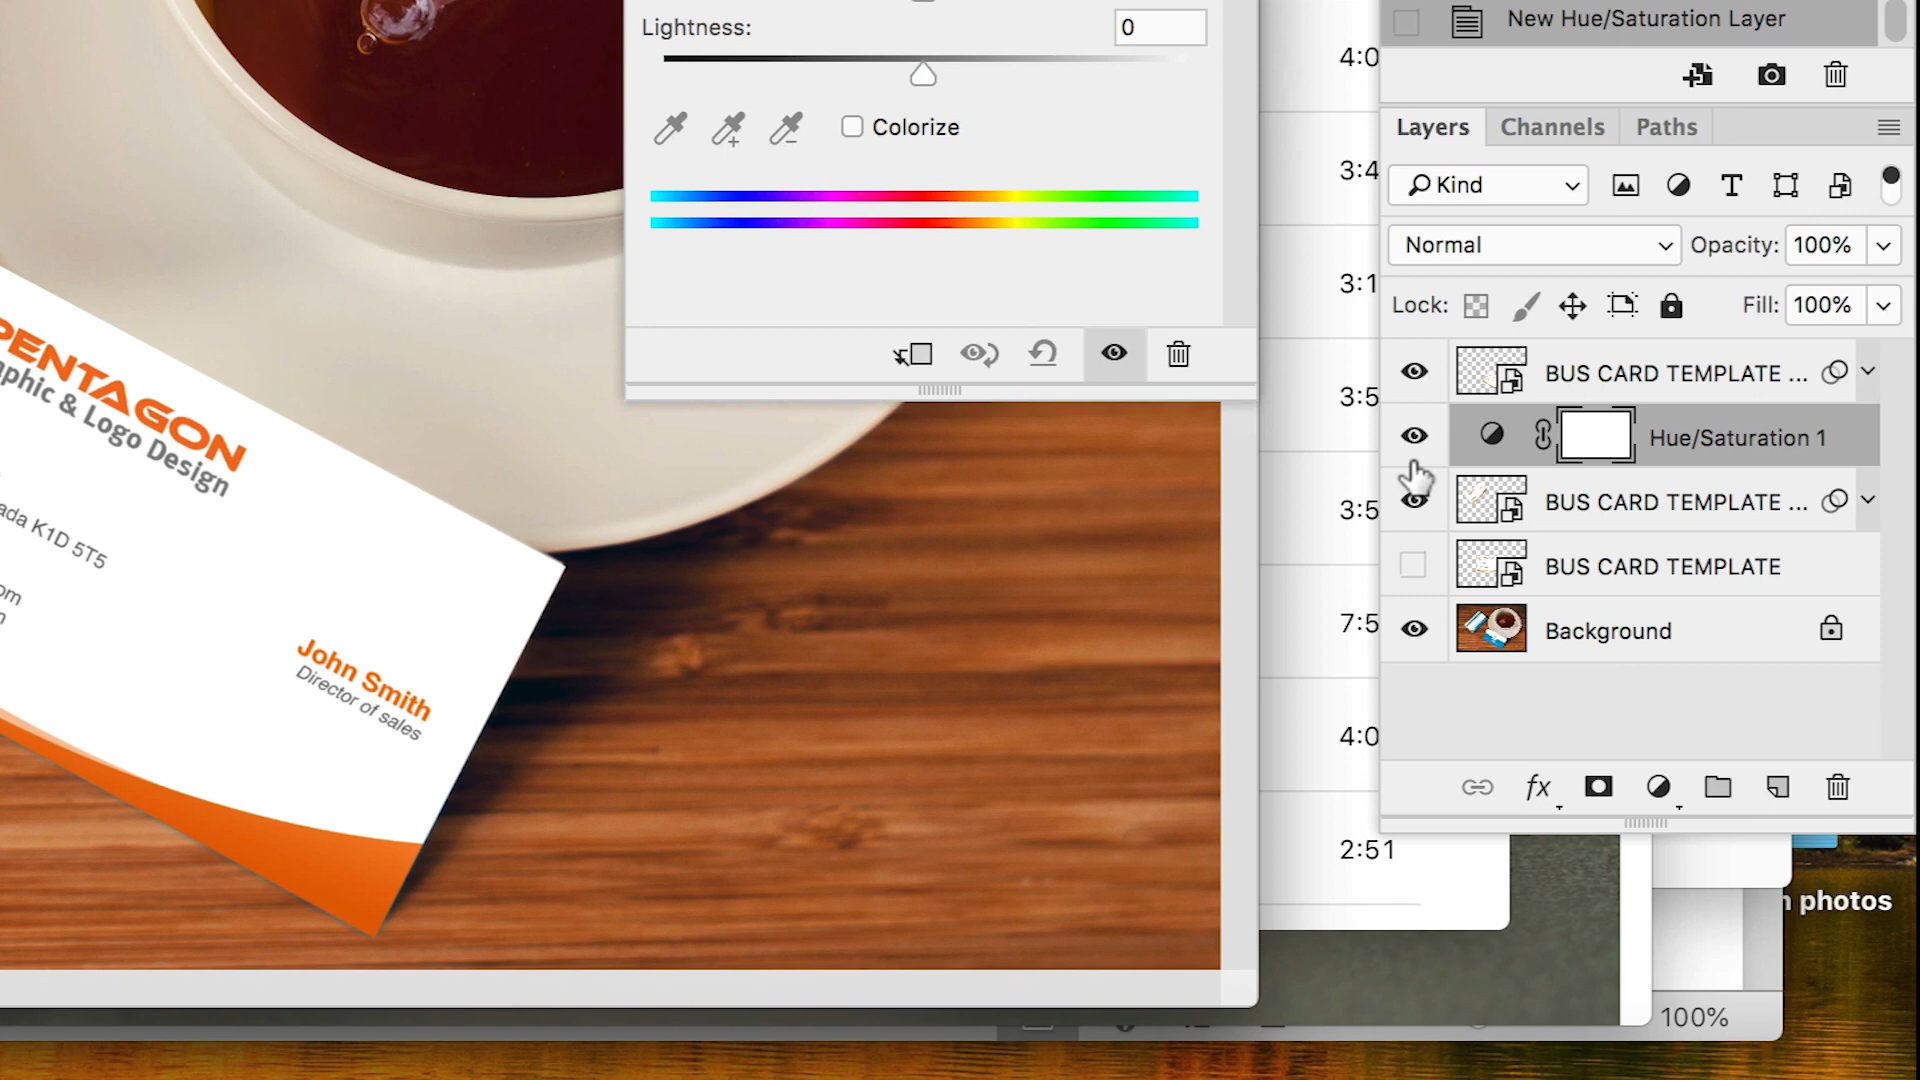 Lightness:
0
Colorize
New Hue/Saturation Layer
Layers
Channels
Paths
Kind
Normal
Opacity:
100%
Lock:
Fill:
100%
BUS CARD TEMPLATE ...
Hue/Saturation 1
BUS CARD TEMPLATE ...
BUS CARD TEMPLATE
Background
fx
4:0
3:4
3:1
3:5
3:5
7:5
4:0
2:51
PENTAGON
phic & Logo Design
ada K1D 5T5
om
John Smith
Director of sales
photos
100%